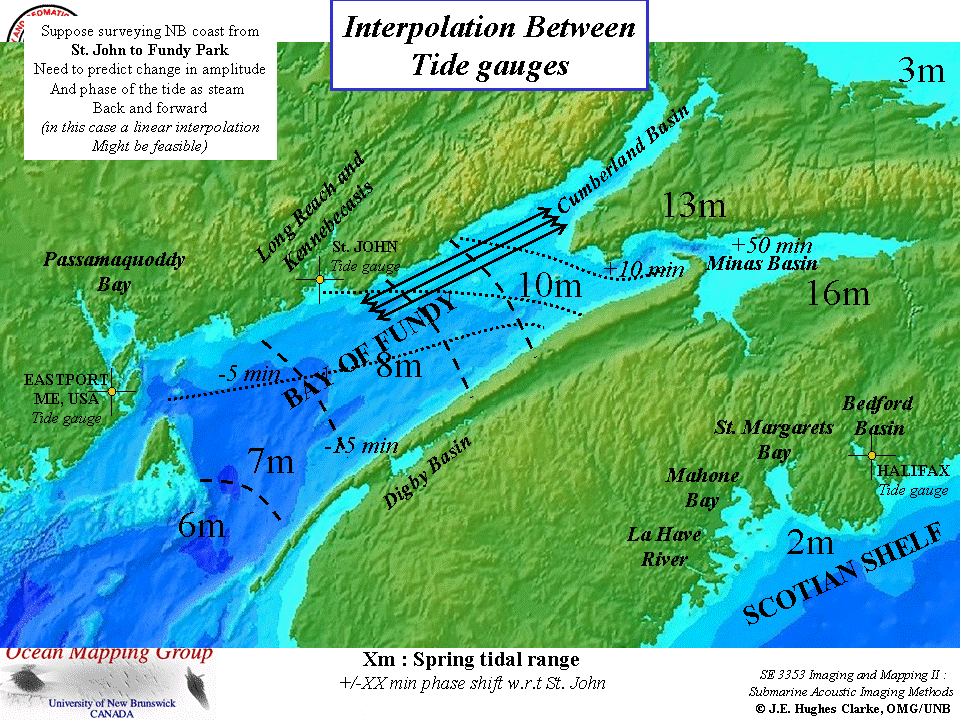 Suppose surveying NB coast from
St. John to Fundy Park
Need to predict change in amplitude
And phase of the tide as steam
Back and forward
(in this case a linear interpolation
Might be feasible)
Interpolation Between
Tide gauges
3m
Cumberland Basin
Long Reach and
Kennebecasis
13m
+50 min
Minas Basin
16m
St. JOHN
Tide gauge
+10 min
10m
Passamaquoddy
Bay
BAY OF FUNDY
8m
-5 min
EASTPORT
ME, USA
Tide gauge
-15 min
Digby Basin
7m
6m
Bedford
Basin
St. Margarets
Bay
HALIFAX
Tide gauge
Mahone
Bay
La Have
River
2m
SCOTIAN SHELF
Ocean Mapping Group
University of New Brunswick
CANADA
Xm : Spring tidal range
+/-XX min phase shift w.r.t St. John
SE 3353 Imaging and Mapping II :
Submarine Acoustic Imaging Methods
© J.E. Hughes Clarke, OMG/UNB